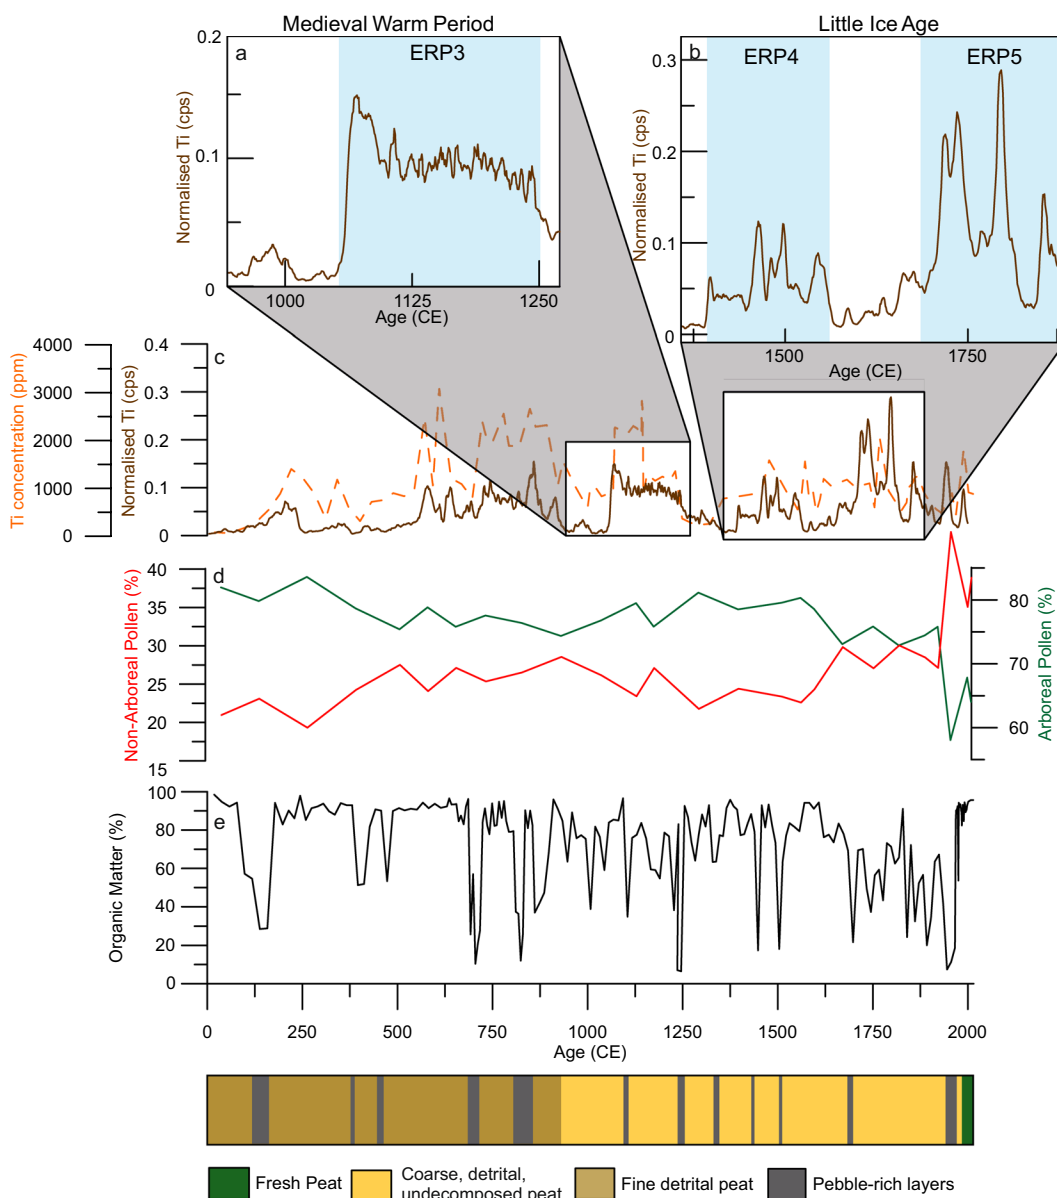 Medieval Warm Period
Little Ice Age
0.2
a
ERP3
0.1
0
Normalised Ti (cps)
1000
1125
1250
Age (CE)
b
ERP4
ERP5
0.3
0.2
0.1
0
Normalised Ti (cps)
1500
1750
Age (CE)
c
4000
3000
2000
1000
0
Ti concentration (ppm)
0.4
0.3
0.2
0.1
0
Normalised Ti (cps)
d
40
35
30
25
20
15
Non-Arboreal Pollen (%)
80
70
60
Arboreal Pollen (%)
e
100
80
60
40
20
0
Organic Matter (%)
0
250
500
750
1000
1250
1500
1750
2000
Age (CE)
Fresh Peat
Coarse, detrital,
undecomposed peat
Fine detrital peat
Pebble-rich layers